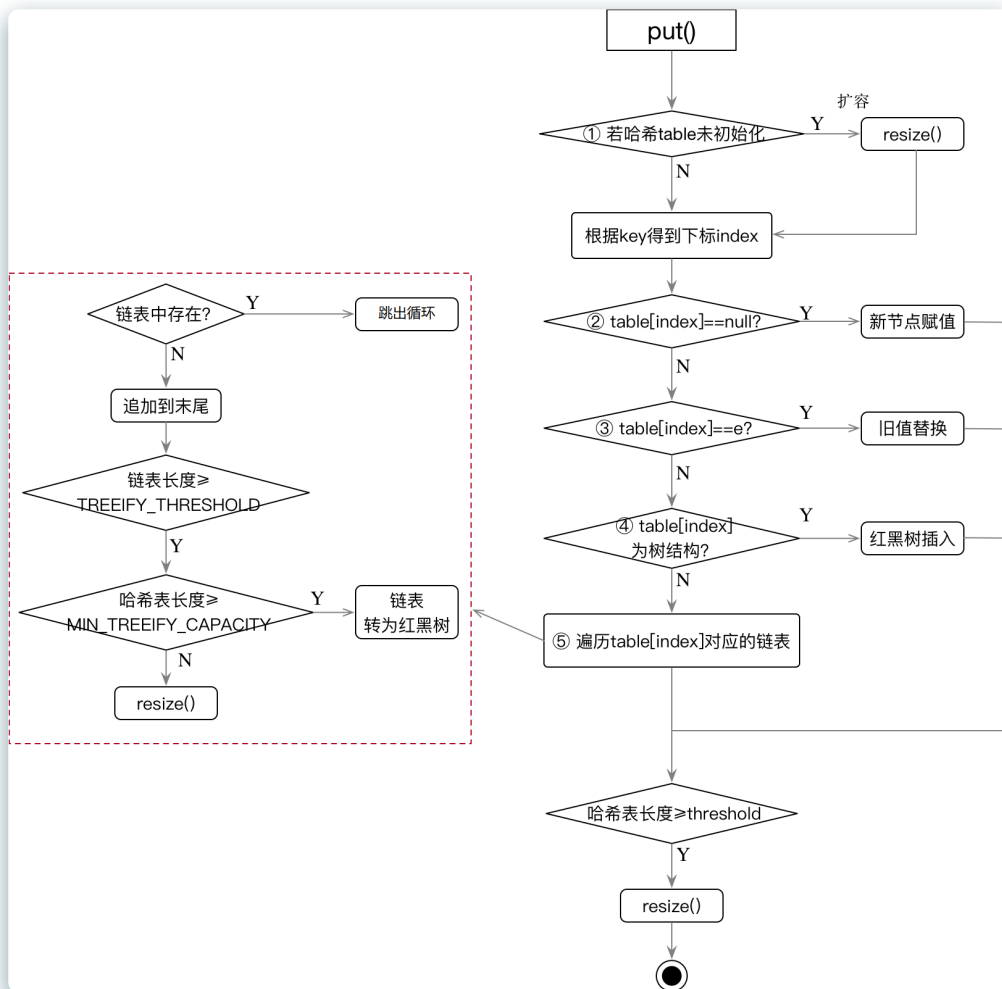 put()
扩容
① 若哈希table未初始化
Y
resize()
N
根据key得到下标index
② table[index]==null?
Y
新节点赋值
N
③ table[index]==e?
Y
旧值替换
N
④ table[index]
为树结构?
Y
红黑树插入
N
⑤ 遍历table[index]对应的链表
链表中存在?
Y
跳出循环
N
追加到末尾
链表长度≥
TREEIFY_THRESHOLD
Y
哈希表长度≥
MIN_TREEIFY_CAPACITY
Y
链表
转为红黑树
N
resize()
哈希表长度≥threshold
Y
resize()